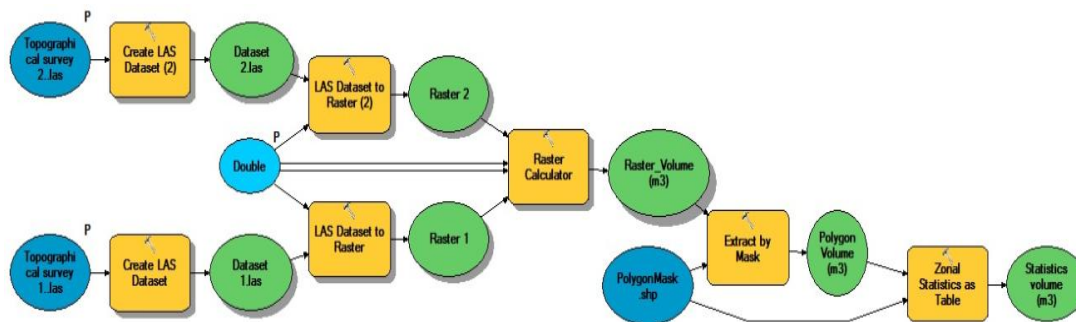 P
Topographi
cal survey
2..las
Create LAS
Dataset (2)
Dataset
2.las
LAS Dataset to
Raster (2)
Raster 2
P
Double
Raster
Calculator
Raster_Volume
(m3)
P
Topographi
cal survey
1..las
Create LAS
Dataset
Dataset
1.las
LAS Dataset to
Raster
Raster 1
PolygonMask
.shp
Extract by
Mask
Polygon
Volume
(m3)
Zonal
Statistics as
Table
Statistics
volume
(m3)